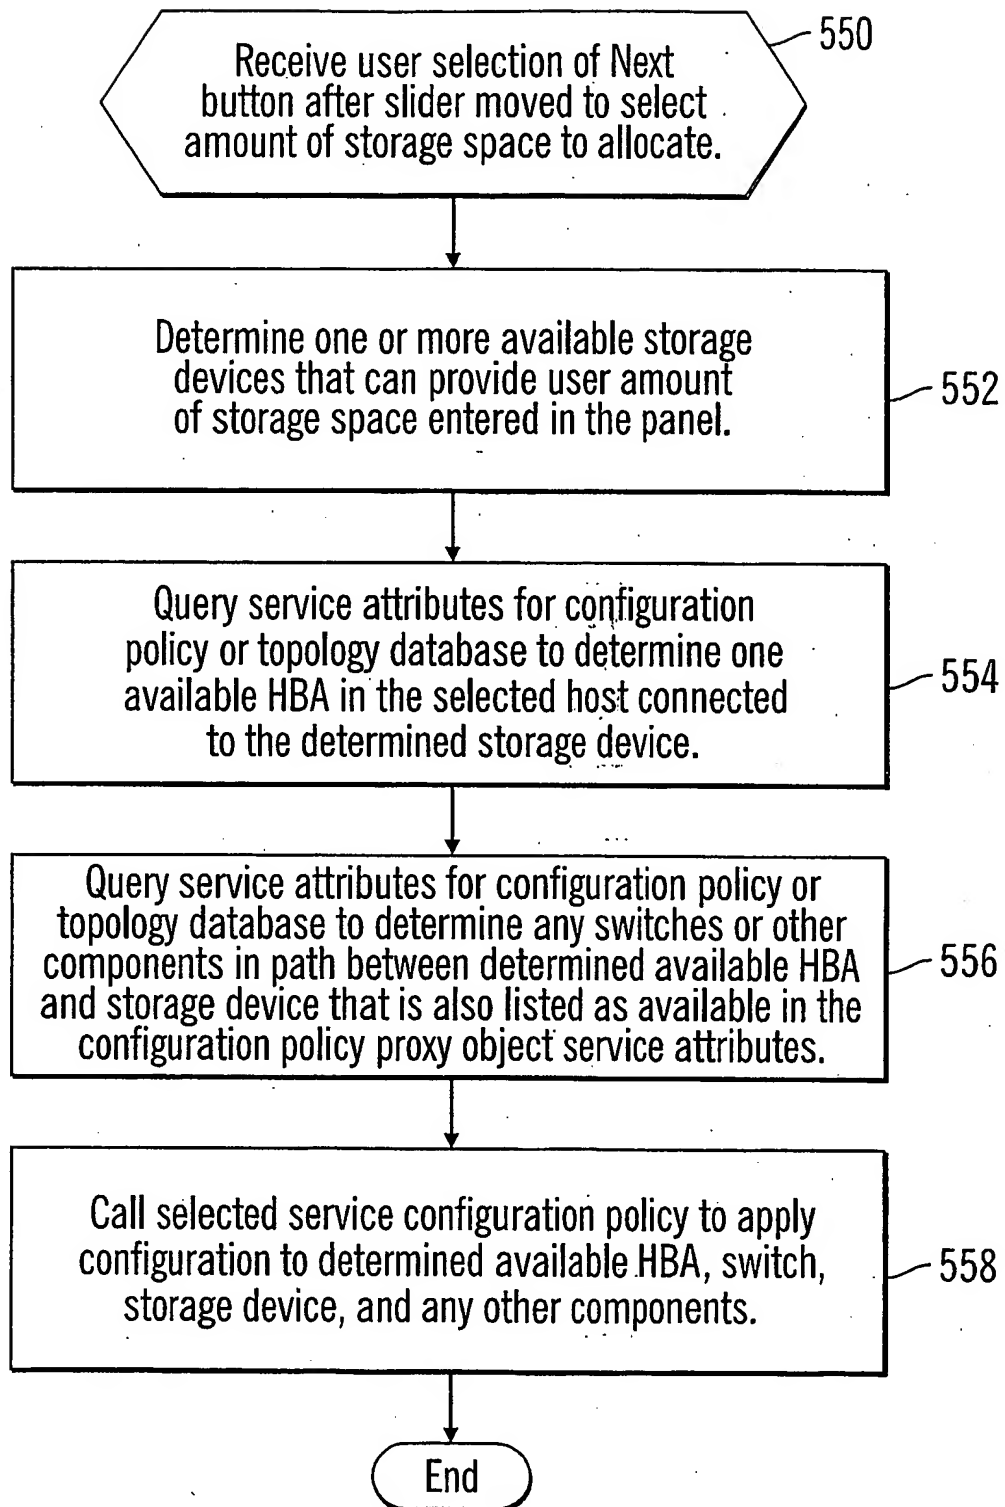 550
Receive user selection of Next
button after slider moved to select
amount of storage space to allocate.
Determine one or more available storage
devices that can provide user amount
of storage space entered in the panel.
552
Query service attributes for configuration
policy or topology database to determine one
available HBA in the selected host connected
to the determined storage device.
554
Query service attributes for configuration policy or
topology database to determine any switches or other
components in path between determined available HBA
and storage device that is also listed as available in the
configuration policy proxy object service attributes.
556
Call selected service configuration policy to apply
configuration to determined available HBA, switch,
storage device, and any other components.
558
End